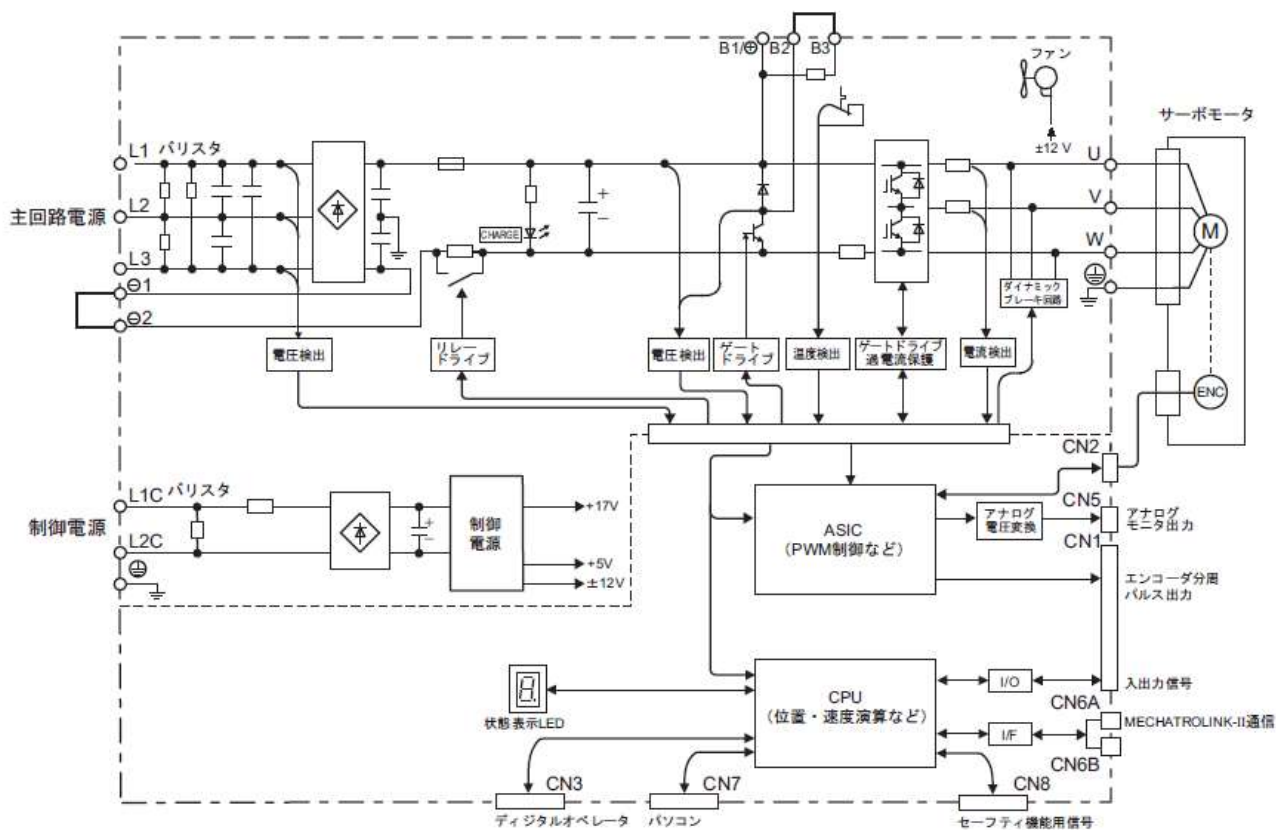 B1/⊕ B2 B3
ファン
±12 V
サーボモータ
主回路電源
L1 バリスタ
L2
L3
⊖1
⊖2
CHARGE
+
−
U
V
W
M
ENC
ダイナミック
ブレーキ回路
電圧検出
リレー
ドライブ
電圧検出
ゲート
ドライブ
温度検出
ゲートドライブ
過電流保護
電流検出
制御電源
L1C バリスタ
L2C
+
−
制御
電源
+17V
+5V
±12V
ASIC
(PWM制御など)
アナログ
電圧変換
CN2
CN5
アナログ
モニタ出力
CN1
エンコーダ分周
パルス出力
CPU
(位置・速度演算など)
I/O
入出力信号
I/F
CN6A
MECHATROLINK-II通信
CN6B
8.
状態表示LED
CN3
ディジタルオペレータ
CN7
パソコン
CN8
セーフティ機能用信号